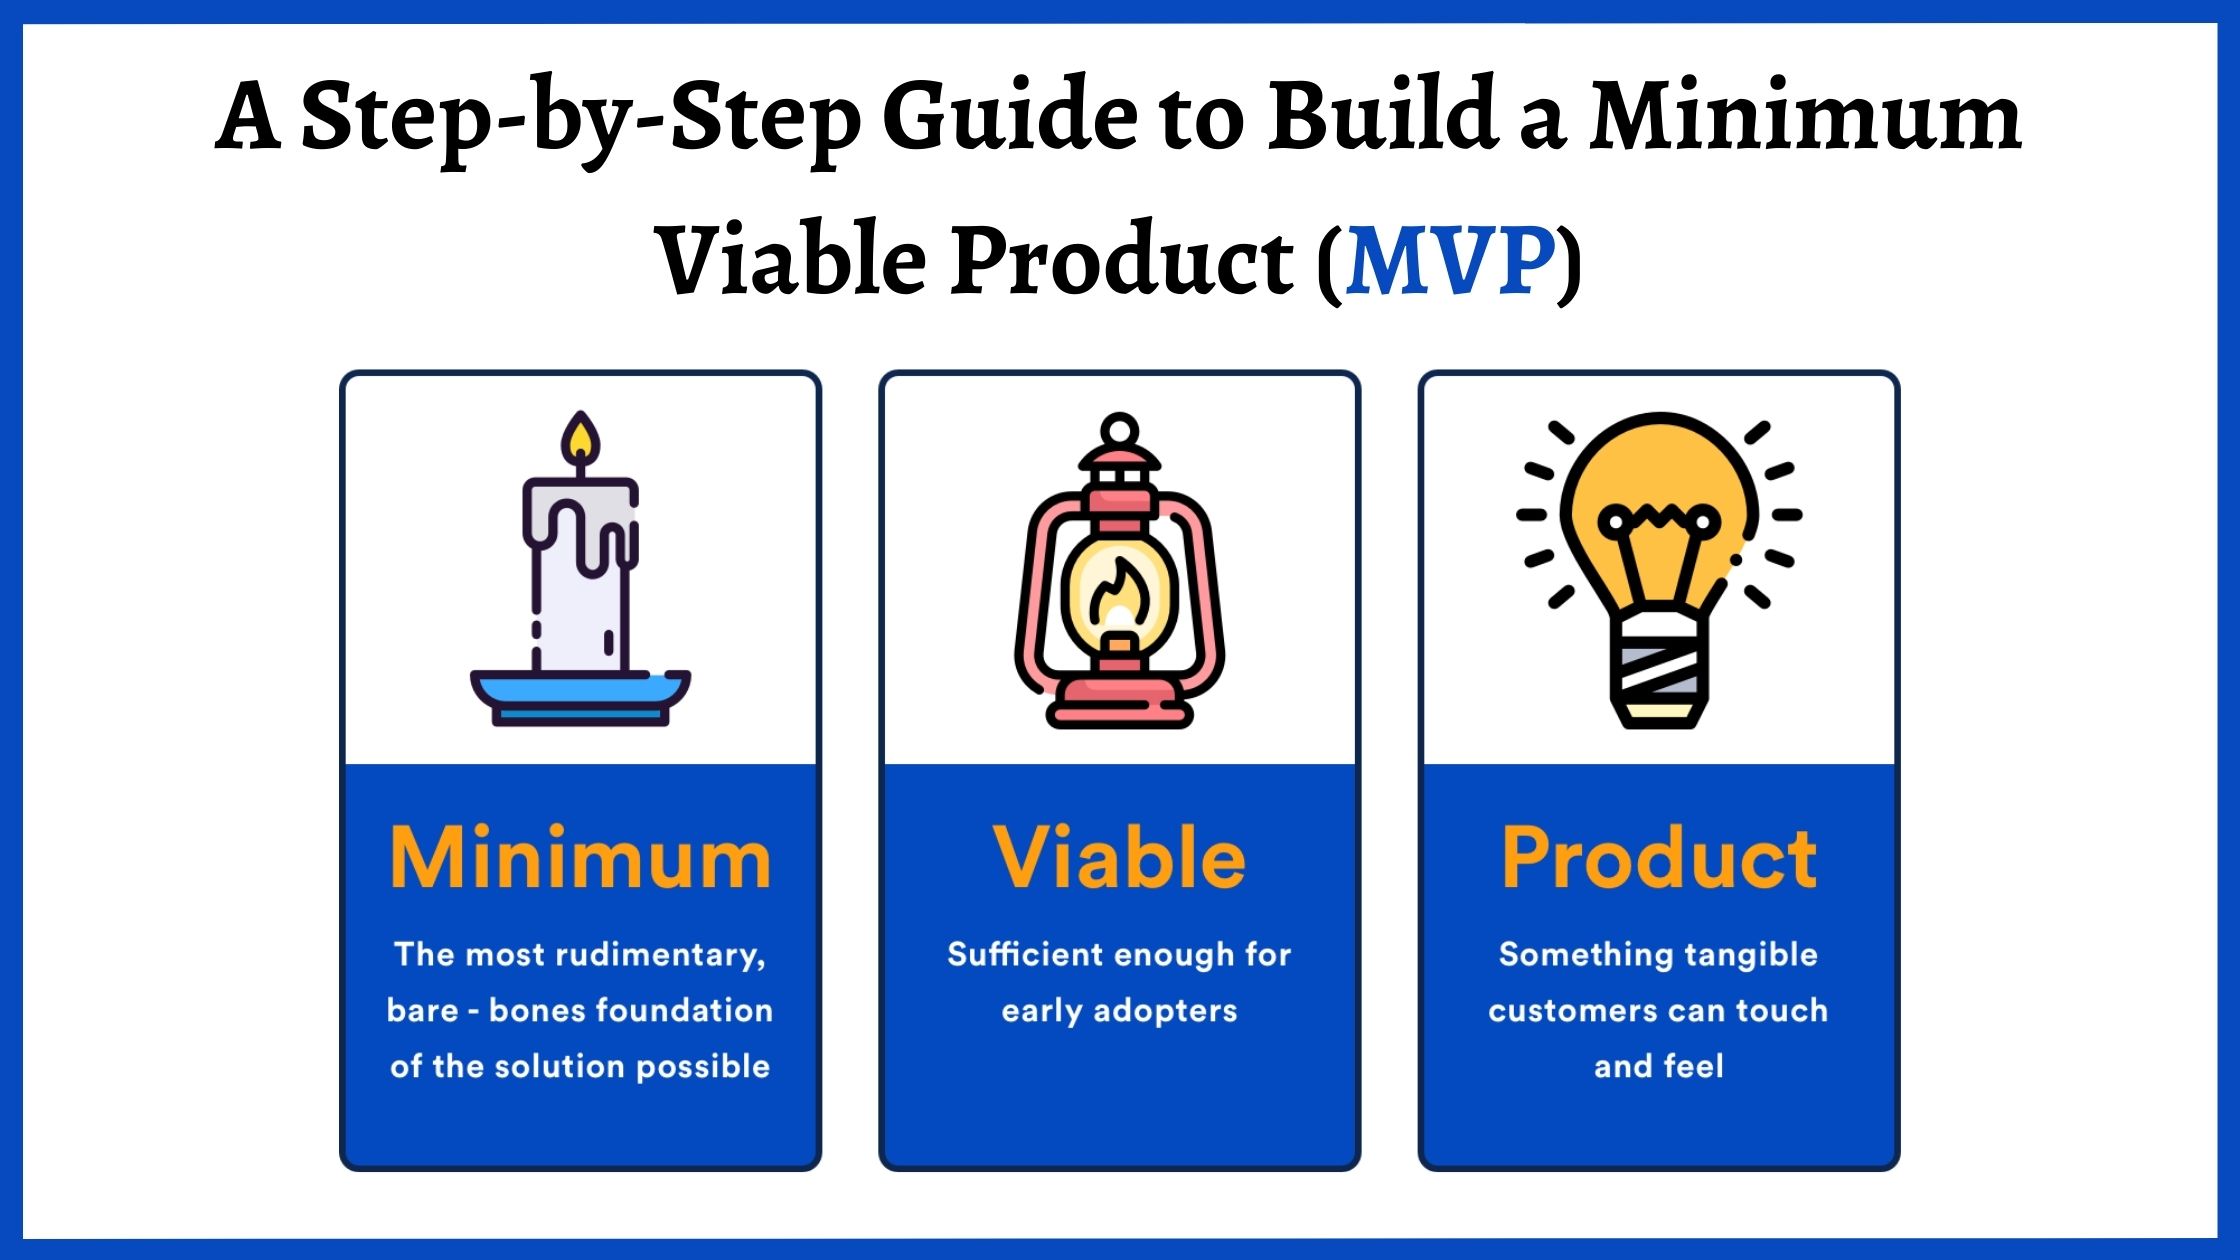 A Step-by-Step Guide to Build a Minimum
Viable Product (MVP)
Minimum
The most rudimentary,
bare - bones foundation
of the solution possible
Viable
Sufficient enough for
early adopters
Product
Something tangible
customers can touch
and feel